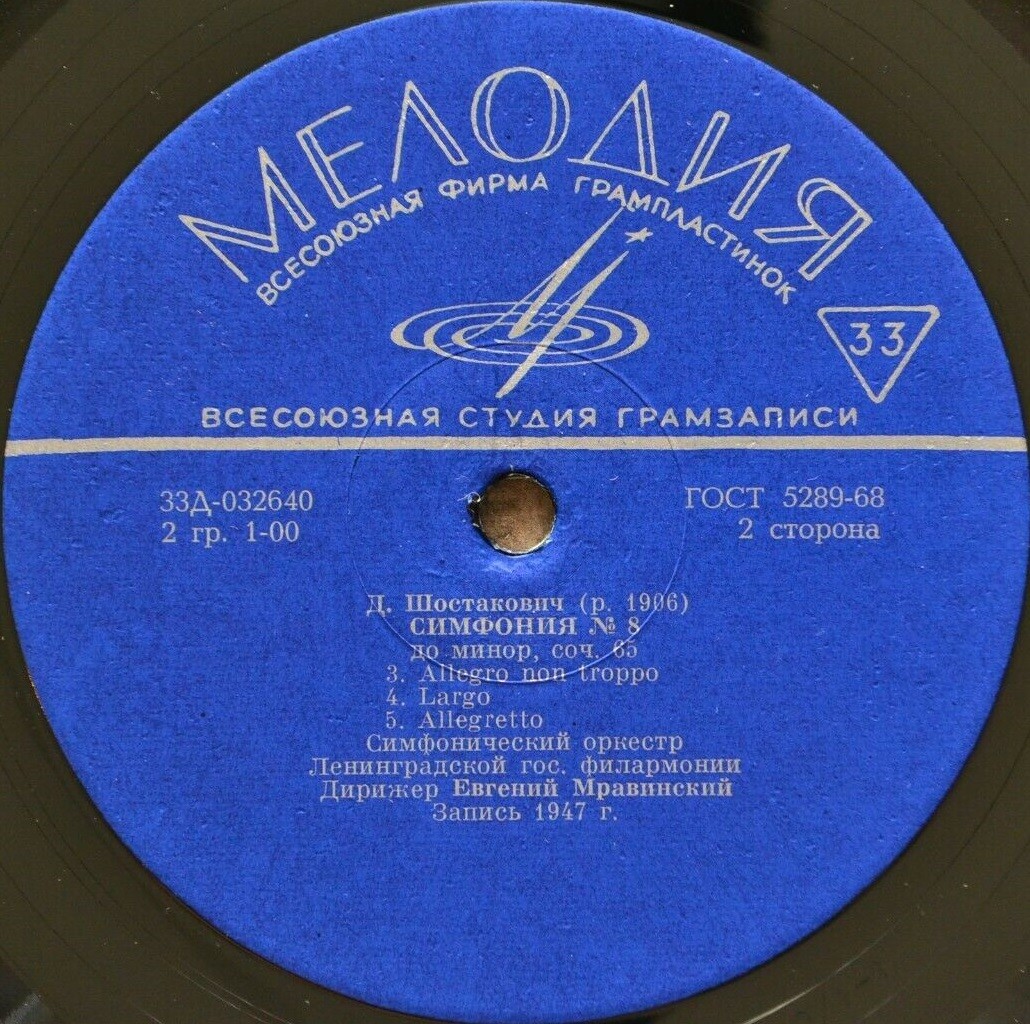 МЕЛОДИЯ
ВСЕСОЮЗНАЯ ФИРМА ГРАМПЛАСТИНОК
33
ВСЕСОЮЗНАЯ СТУДИЯ ГРАМЗАПИСИ
33Д-032640
ГОСТ 5289-68
2 гр. 1-00
2 сторона
Д. Шостакович (р. 1906)
СИМФОНИЯ № 8
до минор, соч. 65
3. Allegro non troppo
4. Largo
5. Allegretto
Симфонический оркестр
Ленинградской гос. филармонии
Дирижер Евгений Мравинский
Запись 1947 г.